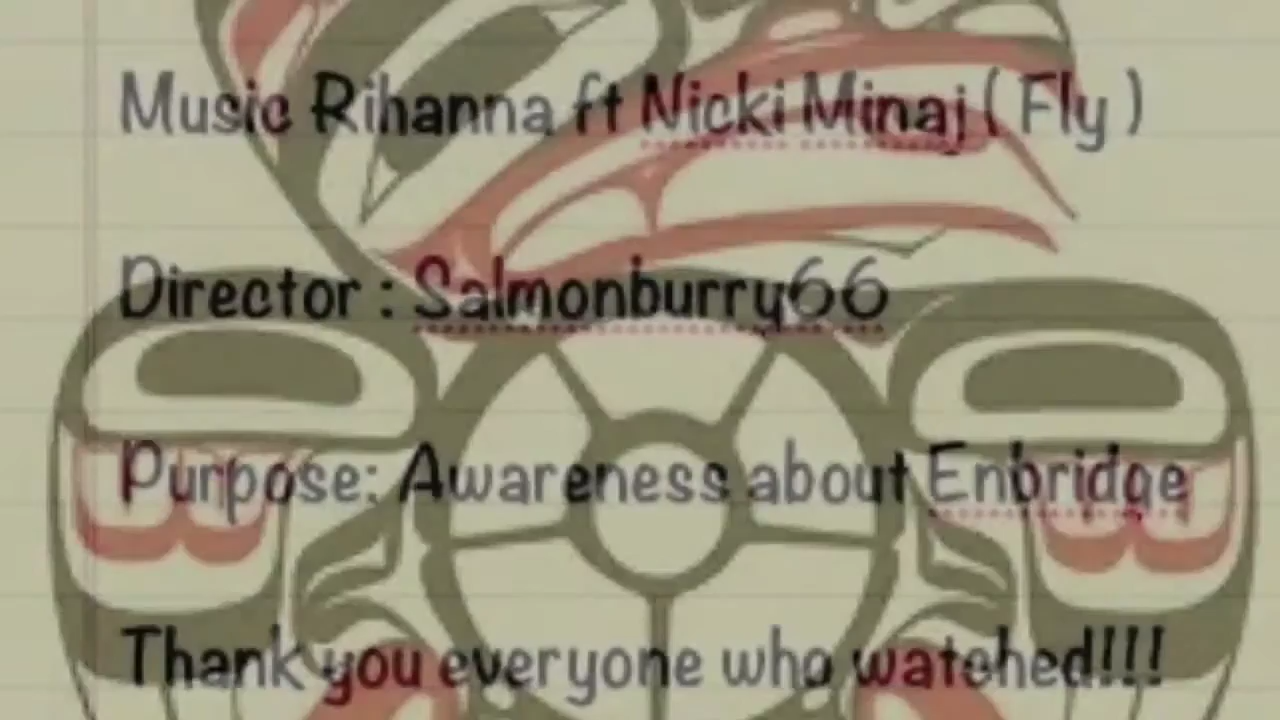 Music Rihanna ft Nicki Minaj ( Fly )
Director : Salmonburry66
Purpose: Awareness about Enbridge
Thank you everyone who watched!!!